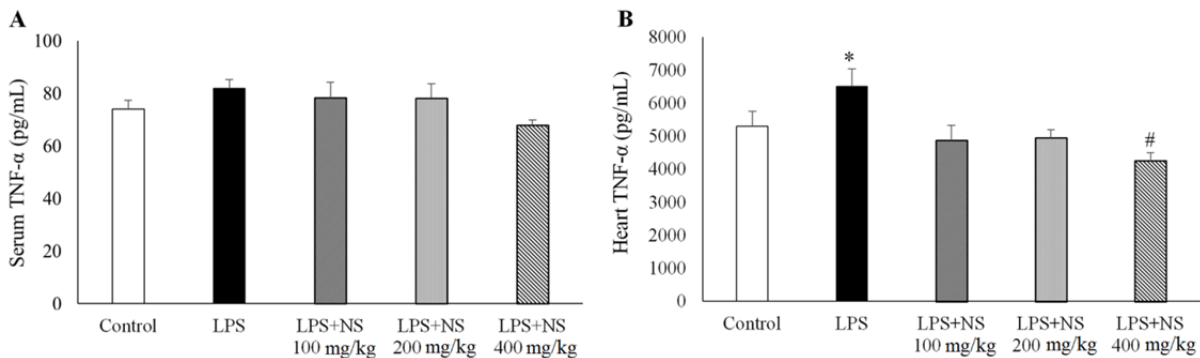 A
Serum TNF-α (pg/mL)
100
80
60
40
20
0
Control
LPS
LPS+NS
100 mg/kg
LPS+NS
200 mg/kg
LPS+NS
400 mg/kg
B
Heart TNF-α (pg/mL)
8000
7000
6000
5000
4000
3000
2000
1000
0
*
#
Control
LPS
LPS+NS
100 mg/kg
LPS+NS
200 mg/kg
LPS+NS
400 mg/kg